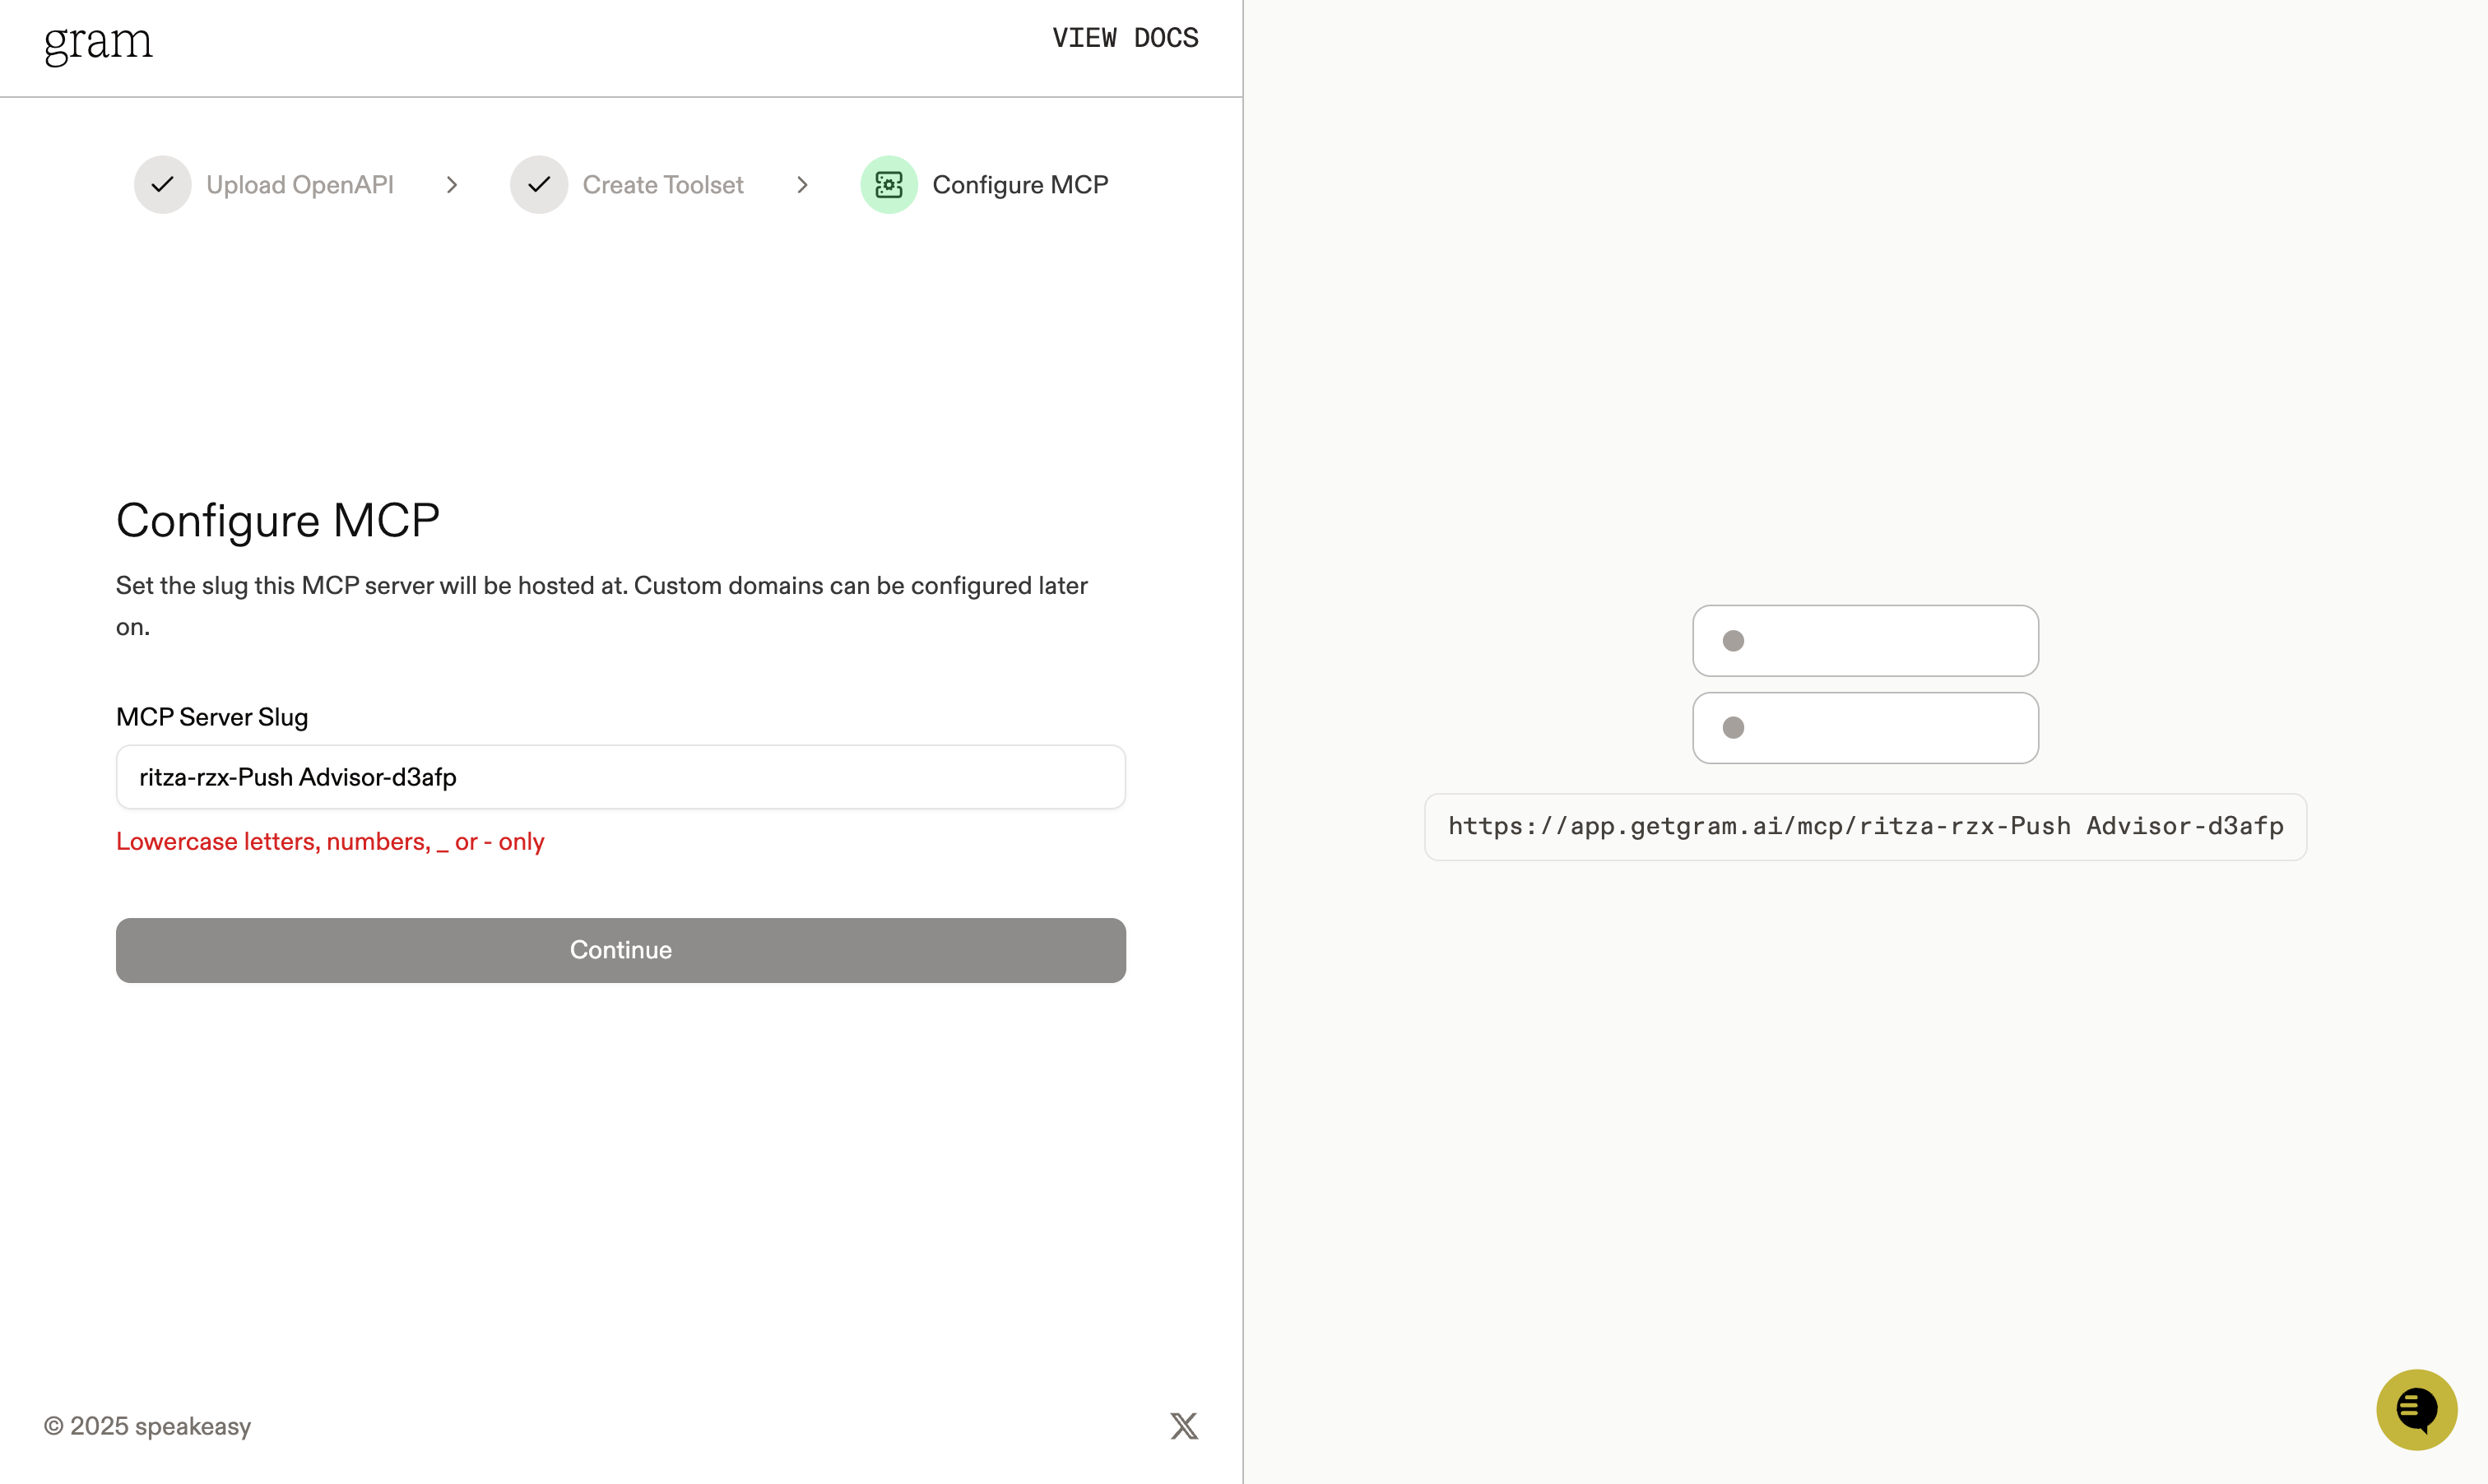 gram
VIEW DOCS
Upload OpenAPI
Create Toolset
Configure MCP
Configure MCP
Set the slug this MCP server will be hosted at. Custom domains can be configured later
on.
MCP Server Slug
ritza-rzx-Push Advisor-d3afp
Lowercase letters, numbers, _ or - only
Continue
https://app.getgram.ai/mcp/ritza-rzx-Push Advisor-d3afp
© 2025 speakeasy